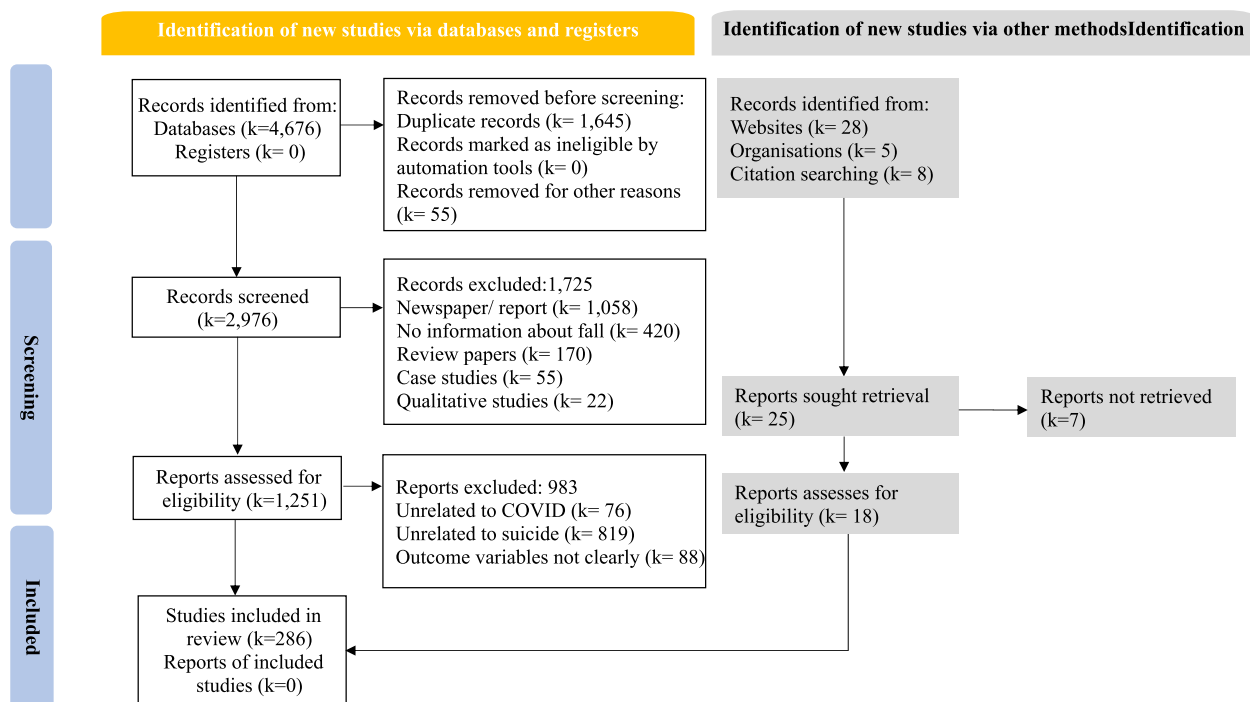 Identification of new studies via databases and registers
Identification of new studies via other methodsIdentification
Records identified from:
Databases (k=4,676)
Registers (k= 0)
Records removed before screening:
Duplicate records (k= 1,645)
Records marked as ineligible by
automation tools (k= 0)
Records removed for other reasons
(k= 55)
Records identified from:
Websites (k= 28)
Organisations (k= 5)
Citation searching (k= 8)
Screening
Records screened
(k=2,976)
Records excluded:1,725
Newspaper/ report (k= 1,058)
No information about fall (k= 420)
Review papers (k= 170)
Case studies (k= 55)
Qualitative studies (k= 22)
Reports sought retrieval
(k= 25)
Reports not retrieved
(k=7)
Reports assessed for
eligibility (k=1,251)
Reports excluded: 983
Unrelated to COVID (k= 76)
Unrelated to suicide (k= 819)
Outcome variables not clearly (k= 88)
Reports assesses for
eligibility (k= 18)
Included
Studies included in
review (k=286)
Reports of included
studies (k=0)